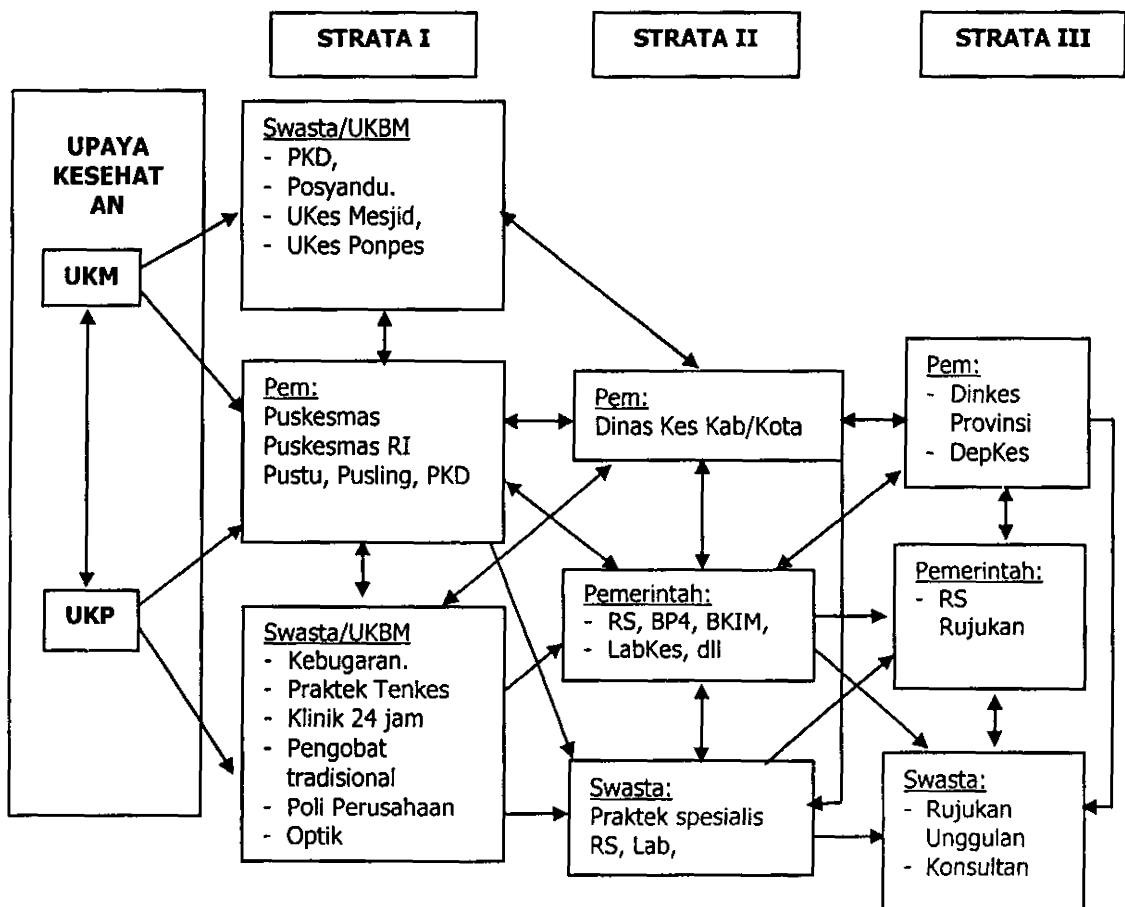 STRATA I
STRATA II
STRATA III
UPAYA
KESEHAT
AN
UKM
UKP
Swasta/UKBM
- PKD,
- Posyandu.
- UKes Mesjid,
- UKes Ponpes
Pem:
Puskesmas
Puskesmas RI
Pustu, Pusling, PKD
Swasta/UKBM
- Kebugaran.
- Praktek Tenkes
- Klinik 24 jam
- Pengobat
tradisional
- Poli Perusahaan
- Optik
Pem:
Dinas Kes Kab/Kota
Pemerintah:
- RS, BP4, BKIM,
- LabKes, dll
Swasta:
Praktek spesialis
RS, Lab,
Pem:
- Dinkes
Provinsi
- DepKes
Pemerintah:
- RS
Rujukan
Swasta:
- Rujukan
Unggulan
- Konsultan